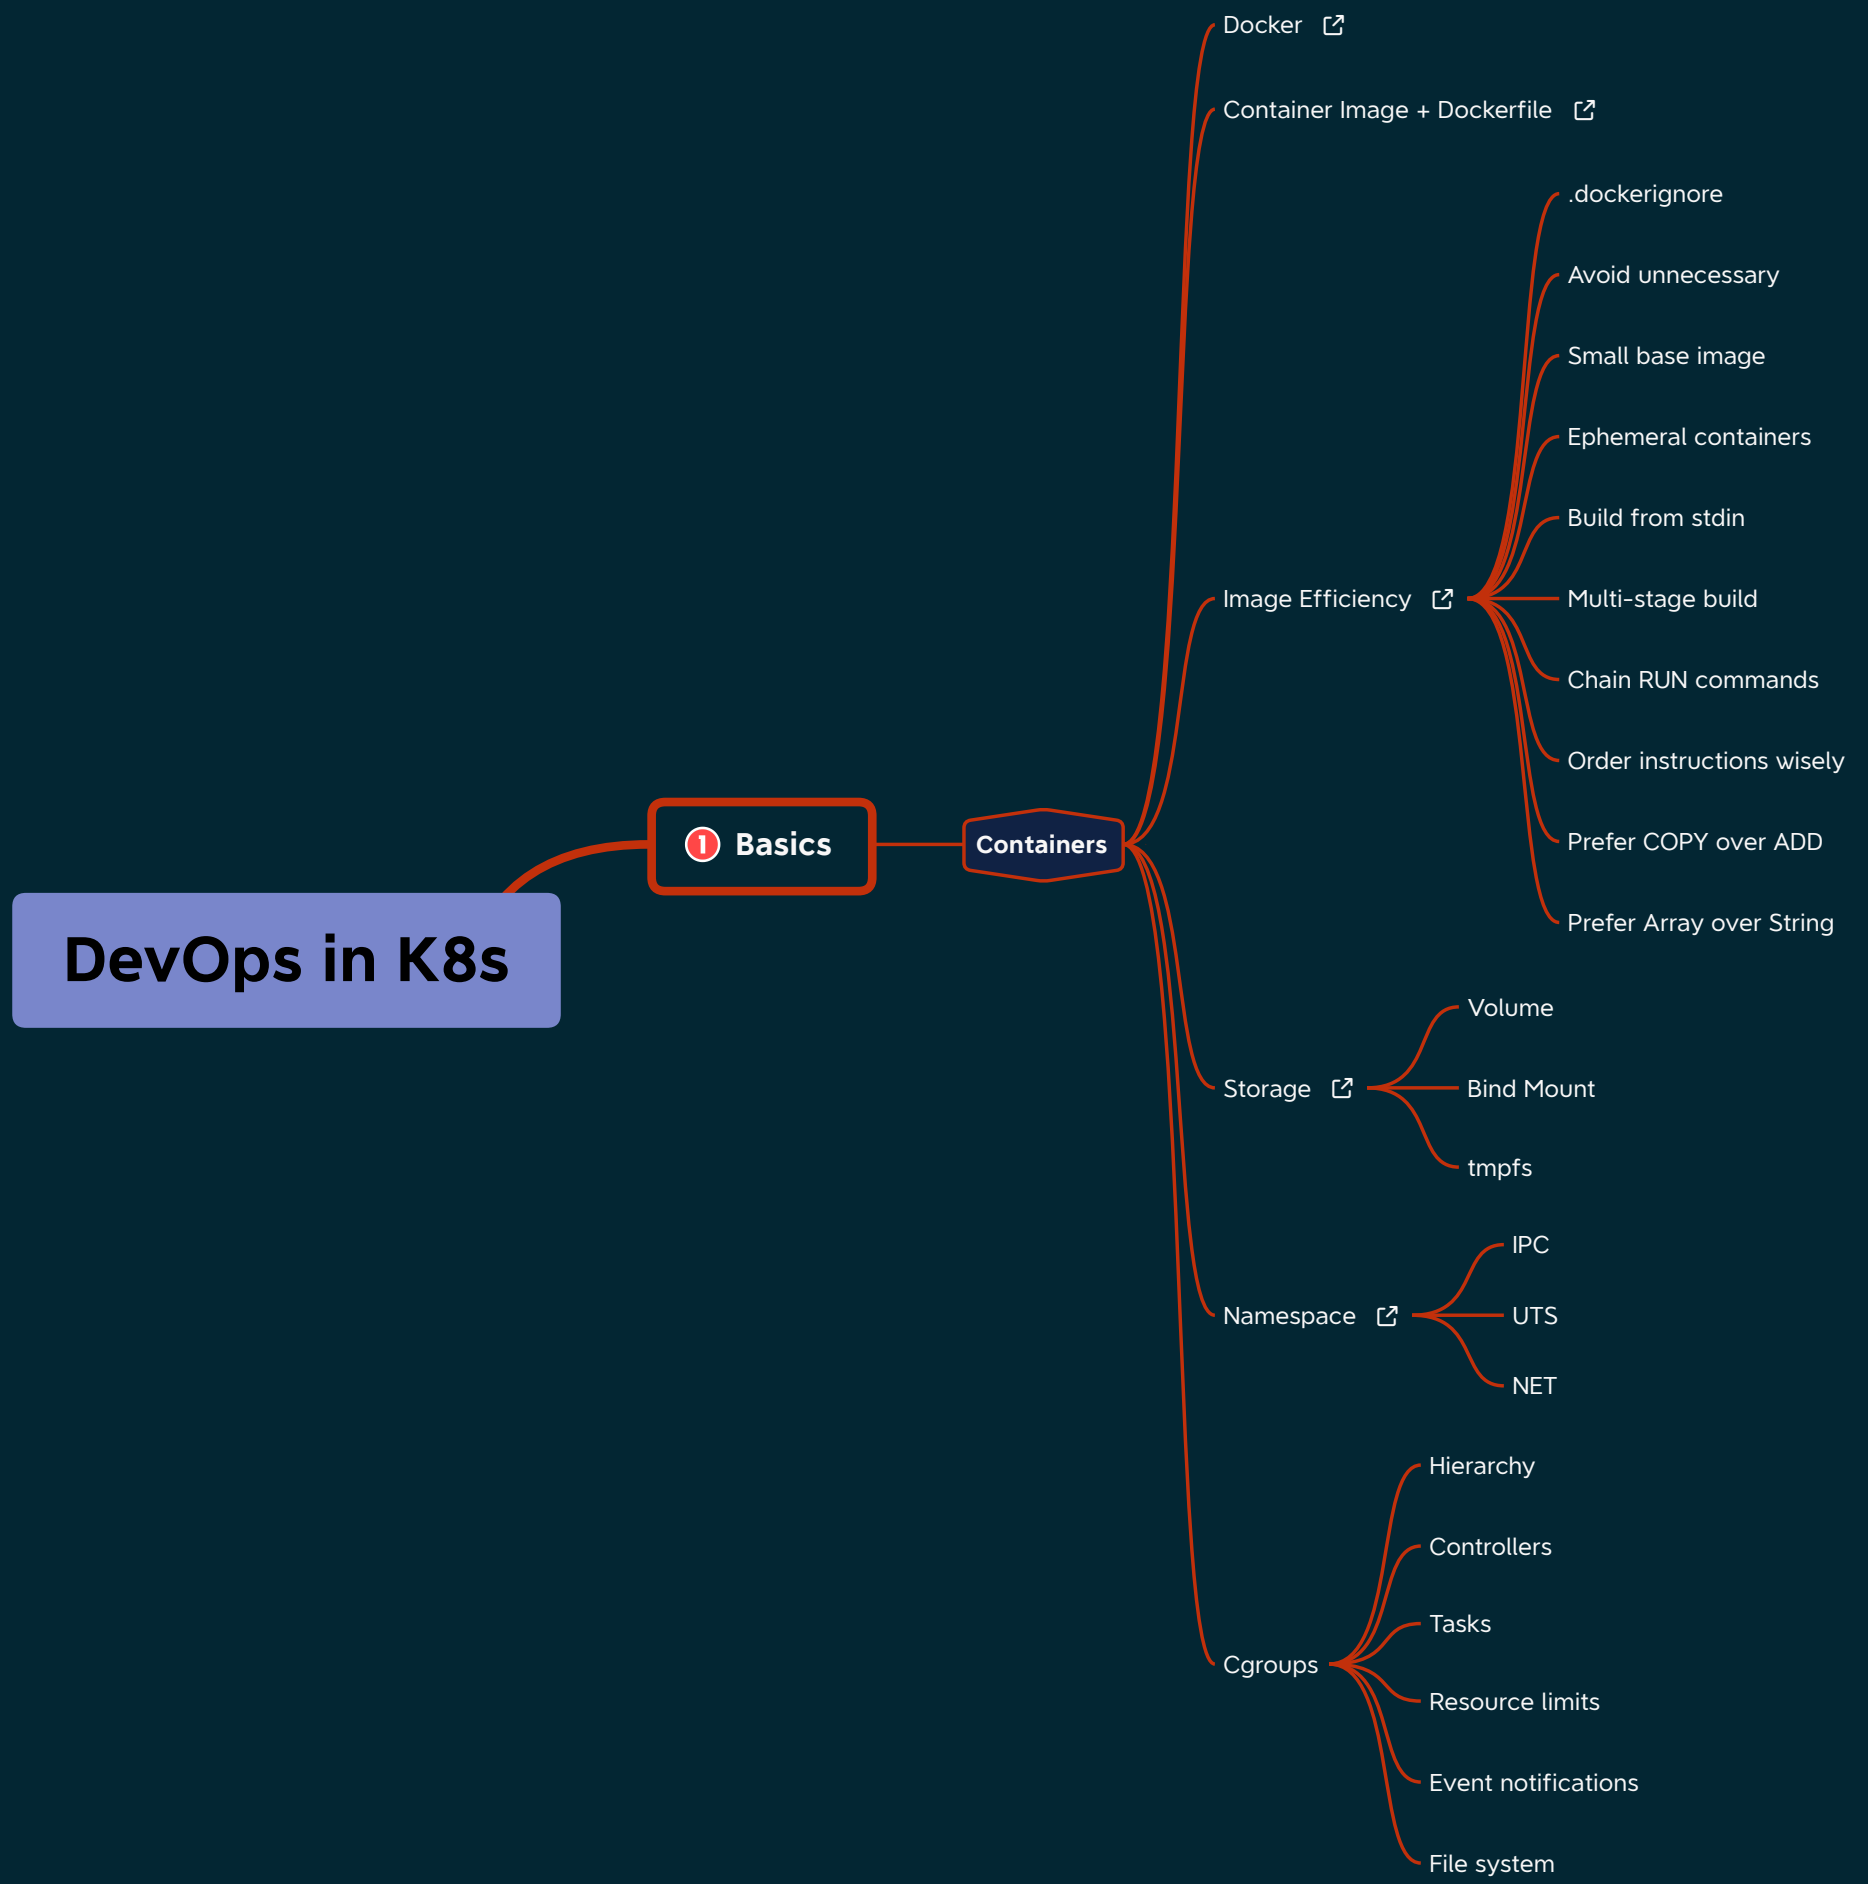 DevOps in K8s
1 Basics
Containers
Docker
Container Image + Dockerfile
Image Efficiency
.dockerignore
Avoid unnecessary
Small base image
Ephemeral containers
Build from stdin
Multi-stage build
Chain RUN commands
Order instructions wisely
Prefer COPY over ADD
Prefer Array over String
Storage
Volume
Bind Mount
tmpfs
Namespace
IPC
UTS
NET
Cgroups
Hierarchy
Controllers
Tasks
Resource limits
Event notifications
File system